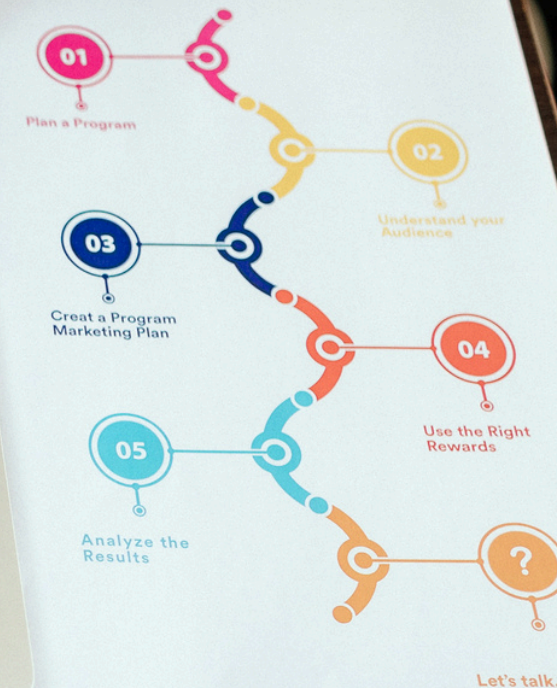 01
Plan a Program
02
Understand your
Audience
03
Creat a Program
Marketing Plan
04
Use the Right
Rewards
05
Analyze the
Results
?
Let's talk